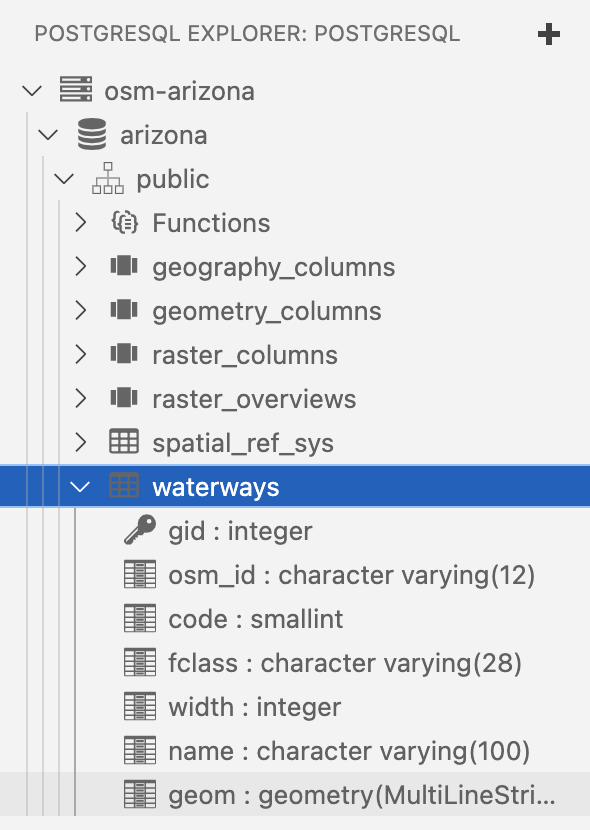 POSTGRESQL EXPLORER: POSTGRESQL
osm-arizona
arizona
public
Functions
geography_columns
geometry_columns
raster_columns
raster_overviews
spatial_ref_sys
waterways
gid : integer
osm_id : character varying(12)
code : smallint
fclass : character varying(28)
width : integer
name : character varying(100)
geom : geometry(MultiLineStri...